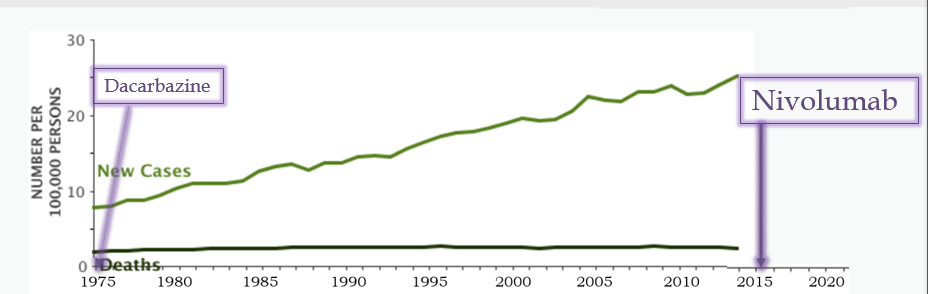 30
Dacarbazine
Nivolumab
20
NUMBER PER
100,000 PERSONS
New Cases
10
0
Deaths
1975 1980 1985 1990 1995 2000 2005 2010 2015 2020